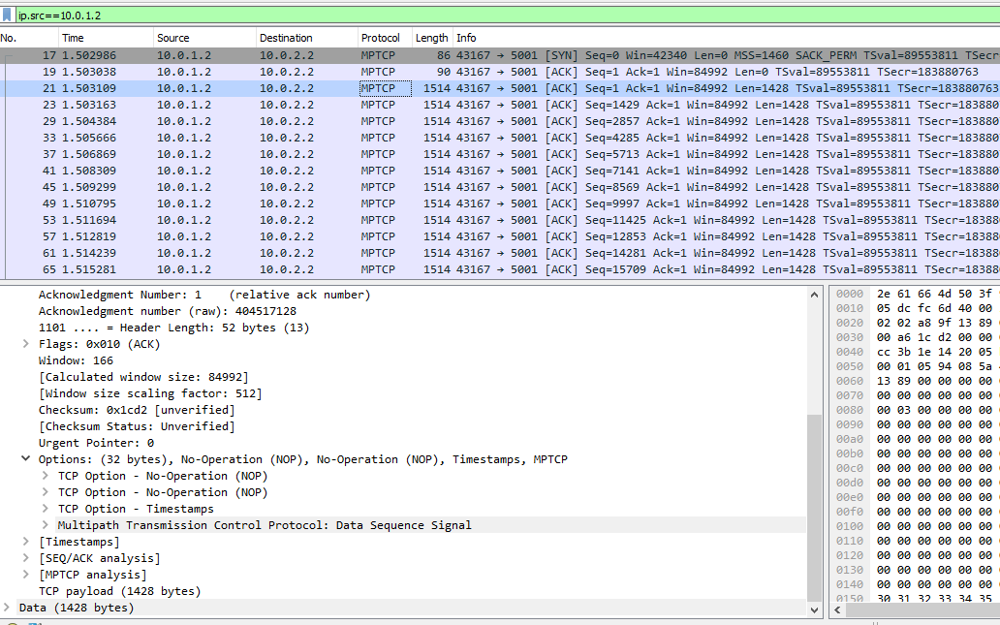 ip.src==10.0.1.2
No. Time Source Destination Protocol Length Info
17 1.502986 10.0.1.2 10.0.2.2 MPTCP 86 43167 → 5001 [SYN] Seq=0 Win=42340 Len=0 MSS=1460 SACK_PERM TSval=89553811 TSecr
19 1.503038 10.0.1.2 10.0.2.2 MPTCP 90 43167 → 5001 [ACK] Seq=1 Ack=1 Win=84992 Len=0 TSval=89553811 TSecr=183880763
21 1.503109 10.0.1.2 10.0.2.2 MPTCP 1514 43167 → 5001 [ACK] Seq=1 Ack=1 Win=84992 Len=1428 TSval=89553811 TSecr=183880763
23 1.503163 10.0.1.2 10.0.2.2 MPTCP 1514 43167 → 5001 [ACK] Seq=1429 Ack=1 Win=84992 Len=1428 TSval=89553811 TSecr=183880
29 1.504384 10.0.1.2 10.0.2.2 MPTCP 1514 43167 → 5001 [ACK] Seq=2857 Ack=1 Win=84992 Len=1428 TSval=89553811 TSecr=183880
33 1.505666 10.0.1.2 10.0.2.2 MPTCP 1514 43167 → 5001 [ACK] Seq=4285 Ack=1 Win=84992 Len=1428 TSval=89553811 TSecr=183880
37 1.506869 10.0.1.2 10.0.2.2 MPTCP 1514 43167 → 5001 [ACK] Seq=5713 Ack=1 Win=84992 Len=1428 TSval=89553811 TSecr=183880
41 1.508309 10.0.1.2 10.0.2.2 MPTCP 1514 43167 → 5001 [ACK] Seq=7141 Ack=1 Win=84992 Len=1428 TSval=89553811 TSecr=183880
45 1.509299 10.0.1.2 10.0.2.2 MPTCP 1514 43167 → 5001 [ACK] Seq=8569 Ack=1 Win=84992 Len=1428 TSval=89553811 TSecr=183880
49 1.510795 10.0.1.2 10.0.2.2 MPTCP 1514 43167 → 5001 [ACK] Seq=9997 Ack=1 Win=84992 Len=1428 TSval=89553811 TSecr=183880
53 1.511694 10.0.1.2 10.0.2.2 MPTCP 1514 43167 → 5001 [ACK] Seq=11425 Ack=1 Win=84992 Len=1428 TSval=89553811 TSecr=18388
57 1.512819 10.0.1.2 10.0.2.2 MPTCP 1514 43167 → 5001 [ACK] Seq=12853 Ack=1 Win=84992 Len=1428 TSval=89553811 TSecr=18388
61 1.514239 10.0.1.2 10.0.2.2 MPTCP 1514 43167 → 5001 [ACK] Seq=14281 Ack=1 Win=84992 Len=1428 TSval=89553811 TSecr=18388
65 1.515281 10.0.1.2 10.0.2.2 MPTCP 1514 43167 → 5001 [ACK] Seq=15709 Ack=1 Win=84992 Len=1428 TSval=89553811 TSecr=18388
Acknowledgment Number: 1 (relative ack number)
Acknowledgment number (raw): 404517128
1101 .... = Header Length: 52 bytes (13)
Flags: 0x010 (ACK)
Window: 166
[Calculated window size: 84992]
[Window size scaling factor: 512]
Checksum: 0x1cd2 [unverified]
[Checksum Status: Unverified]
Urgent Pointer: 0
Options: (32 bytes), No-Operation (NOP), No-Operation (NOP), Timestamps, MPTCP
TCP Option - No-Operation (NOP)
TCP Option - No-Operation (NOP)
TCP Option - Timestamps
Multipath Transmission Control Protocol: Data Sequence Signal
[Timestamps]
[SEQ/ACK analysis]
[MPTCP analysis]
TCP payload (1428 bytes)
Data (1428 bytes)
0000 2e 61 66 4d 50 3f
0010 05 dc fc 6d 40 00
0020 02 02 a8 9f 13 89
0030 00 a6 1c d2 00 00
0040 cc 3b 1e 14 20 05
0050 00 01 05 94 08 5a
0060 13 89 00 00 00 00
0070 00 00 00 00 00 00
0080 00 03 00 00 00 00
0090 00 00 00 00 00 00
00a0 00 00 00 00 00 00
00b0 00 00 00 00 00 00
00c0 00 00 00 00 00 00
00d0 00 00 00 00 00 00
00e0 00 00 00 00 00 00
00f0 00 00 00 00 00 00
0100 00 00 00 00 00 00
0110 00 00 00 00 00 00
0120 00 00 00 00 00 00
0130 00 00 00 00 00 00
0140 00 00 00 00 00 00
0150 30 31 32 33 34 35